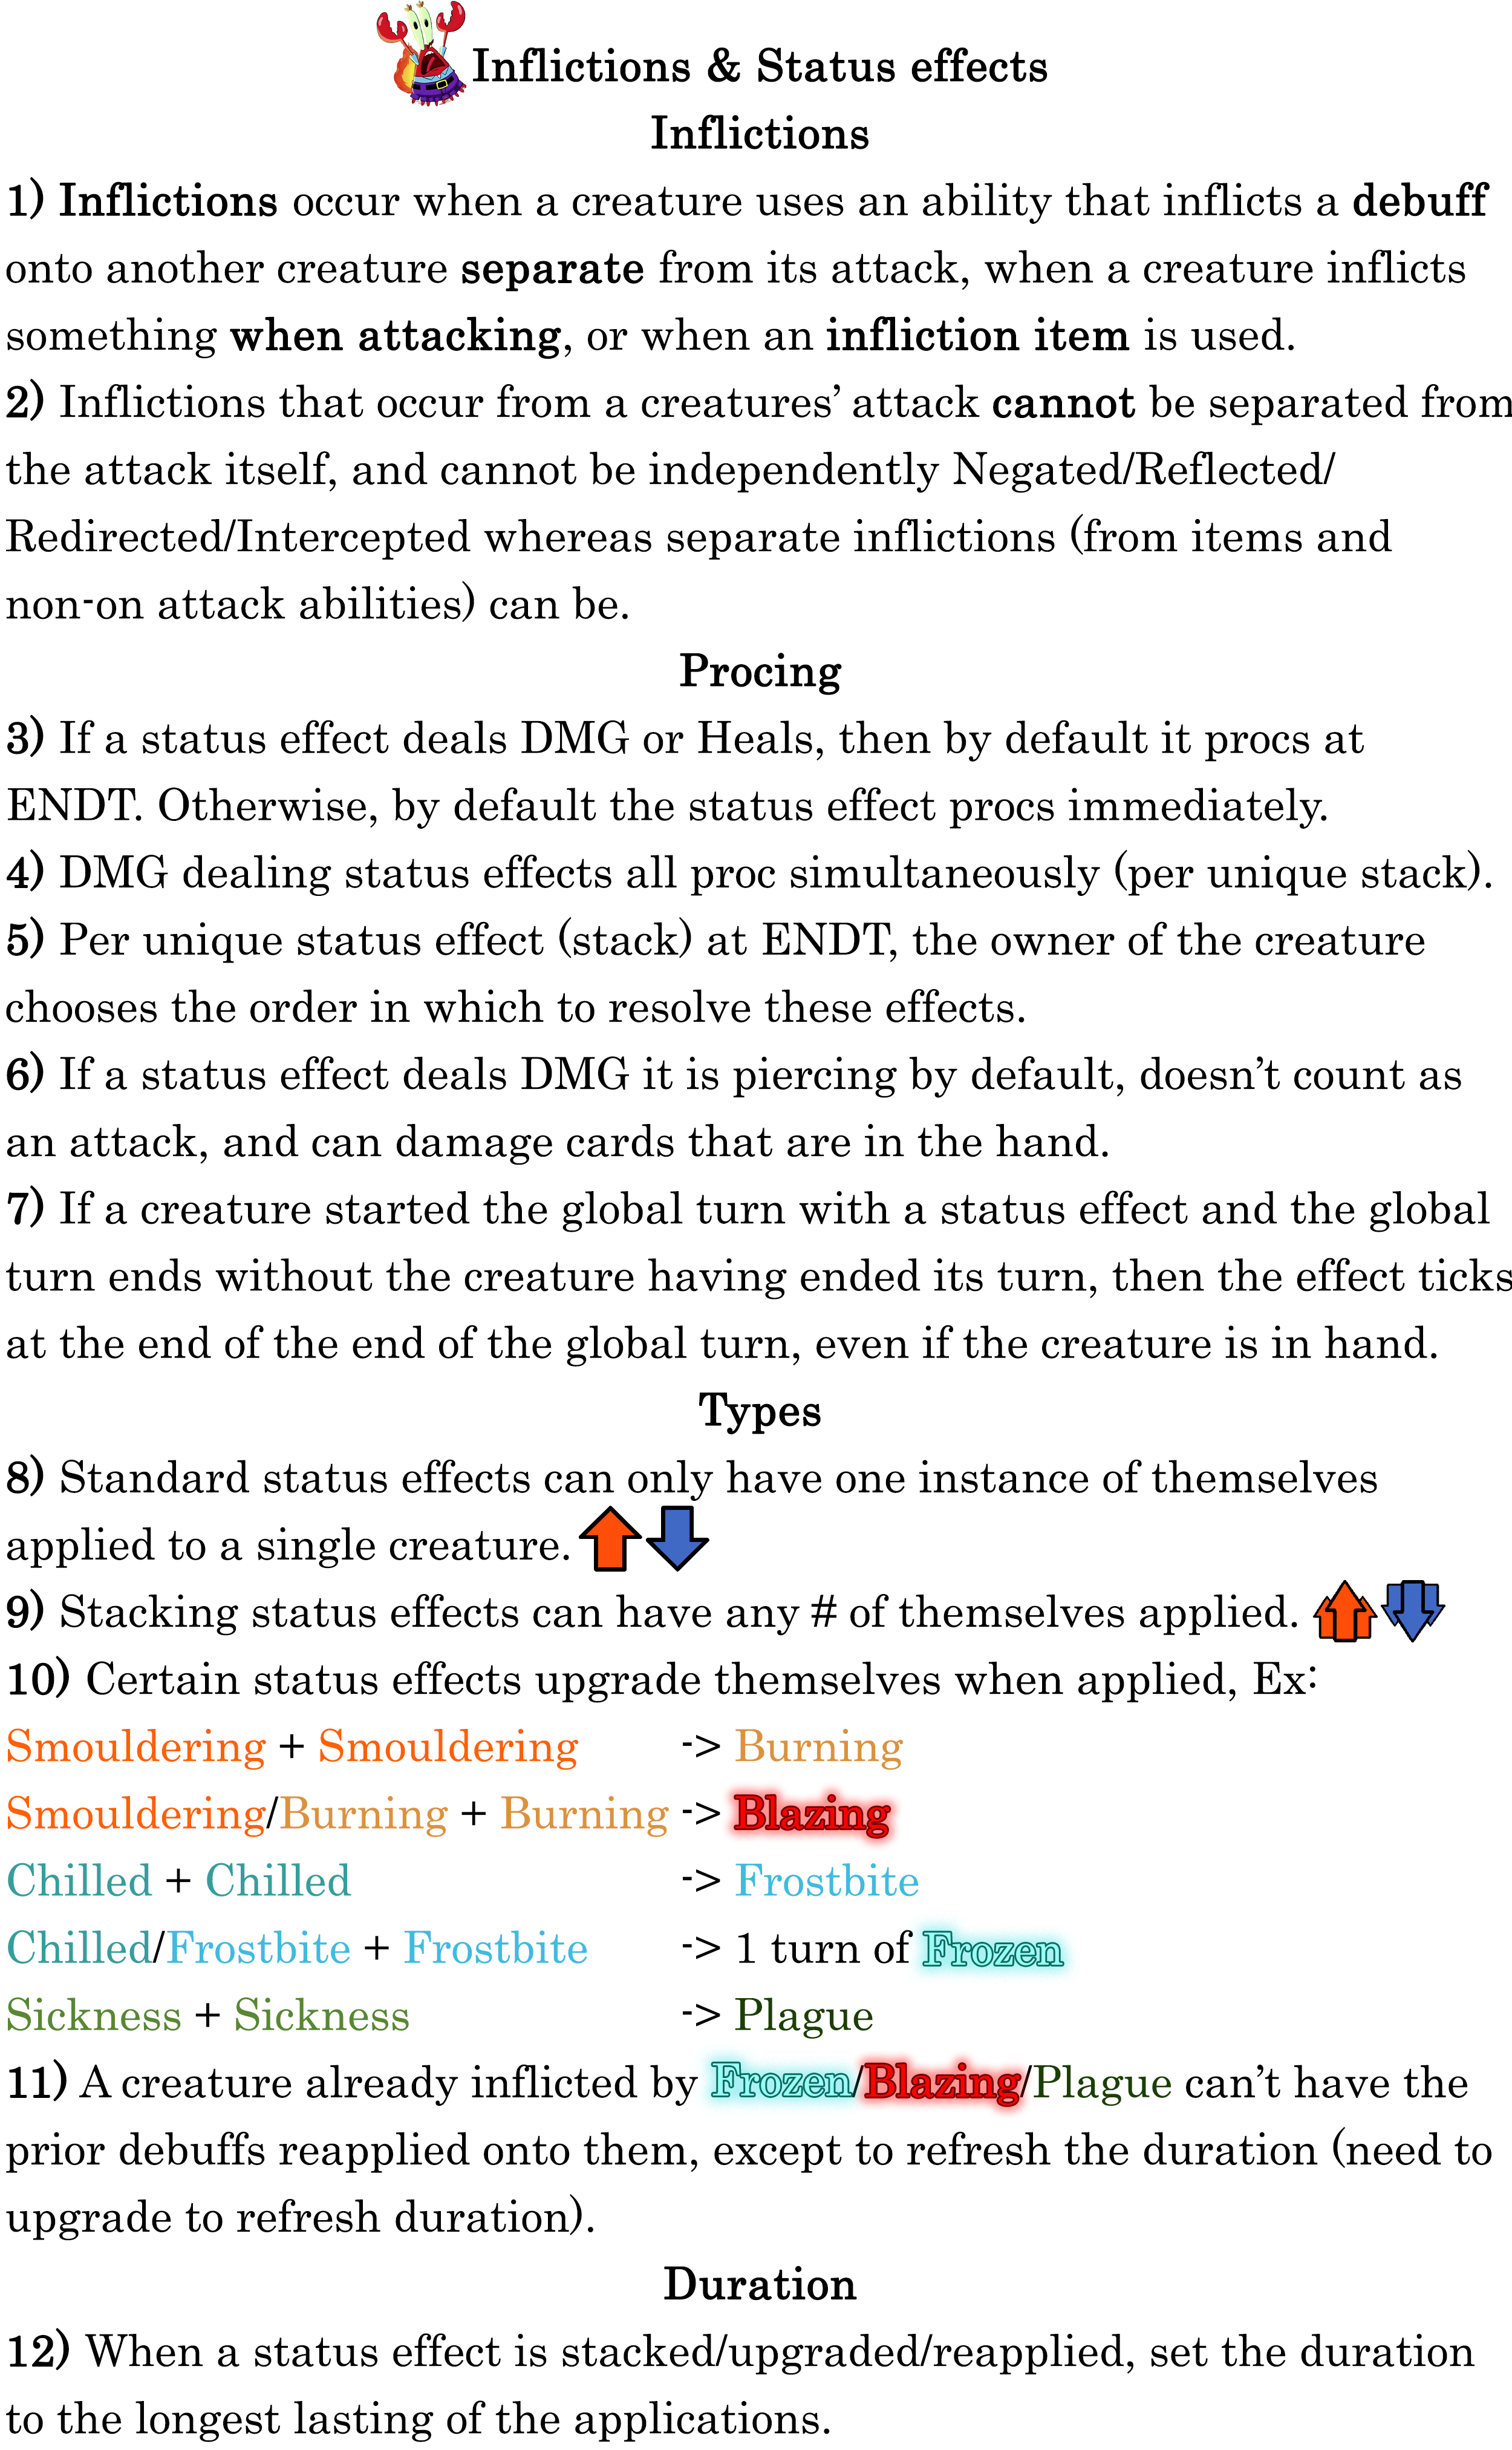 Inflictions & Status effects
Inflictions
1) Inflictions occur when a creature uses an ability that inflicts a debuff
onto another creature separate from its attack, when a creature inflicts
something when attacking, or when an infliction item is used.
2) Inflictions that occur from a creatures’ attack cannot be separated from
the attack itself, and cannot be independently Negated/Reflected/
Redirected/Intercepted whereas separate inflictions (from items and
non-on attack abilities) can be.
Procing
3) If a status effect deals DMG or Heals, then by default it procs at
ENDT. Otherwise, by default the status effect procs immediately.
4) DMG dealing status effects all proc simultaneously (per unique stack).
5) Per unique status effect (stack) at ENDT, the owner of the creature
chooses the order in which to resolve these effects.
6) If a status effect deals DMG it is piercing by default, doesn’t count as
an attack, and can damage cards that are in the hand.
7) If a creature started the global turn with a status effect and the global
turn ends without the creature having ended its turn, then the effect ticks
at the end of the end of the global turn, even if the creature is in hand.
Types
8) Standard status effects can only have one instance of themselves
applied to a single creature.
9) Stacking status effects can have any # of themselves applied.
10) Certain status effects upgrade themselves when applied, Ex:
Smouldering + Smouldering -> Burning
Smouldering/Burning + Burning -> Blazing
Chilled + Chilled -> Frostbite
Chilled/Frostbite + Frostbite -> 1 turn of Frozen
Sickness + Sickness -> Plague
11) A creature already inflicted by Frozen/Blazing/Plague can’t have the
prior debuffs reapplied onto them, except to refresh the duration (need to
upgrade to refresh duration).
Duration
12) When a status effect is stacked/upgraded/reapplied, set the duration
to the longest lasting of the applications.